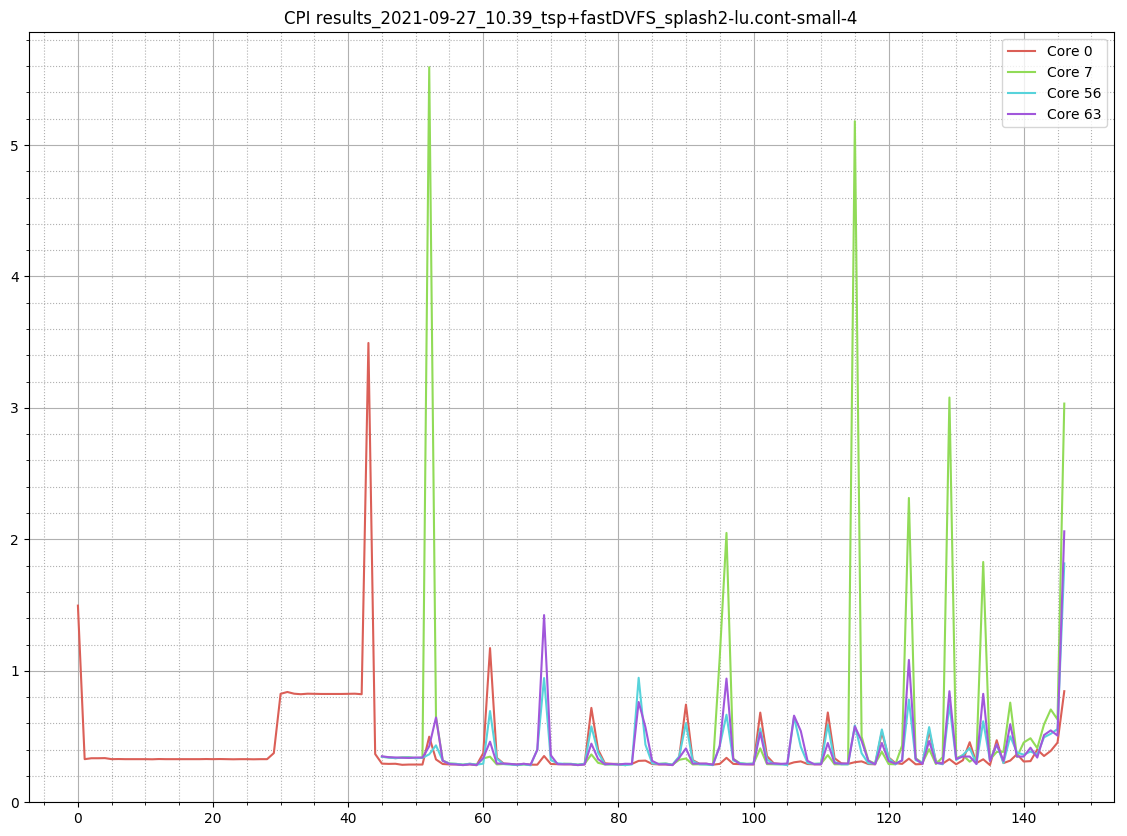 CPI results_2021-09-27_10.39_tsp+fastDVFS_splash2-lu.cont-small-4
Core 0
Core 7
Core 56
Core 63
5
4
3
2
1
0
0 20 40 60 80 100 120 140